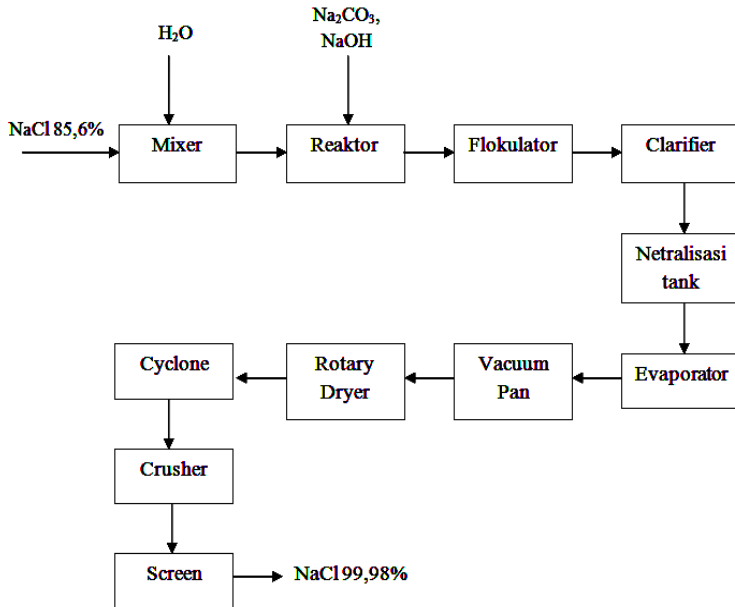 H₂O
Na₂CO₃,
NaOH
NaCl 85,6%
Mixer
Reaktor
Flokulator
Clarifier
Netralisasi
tank
Evaporator
Vacuum
Pan
Rotary
Dryer
Cyclone
Crusher
Screen
NaCl 99,98%